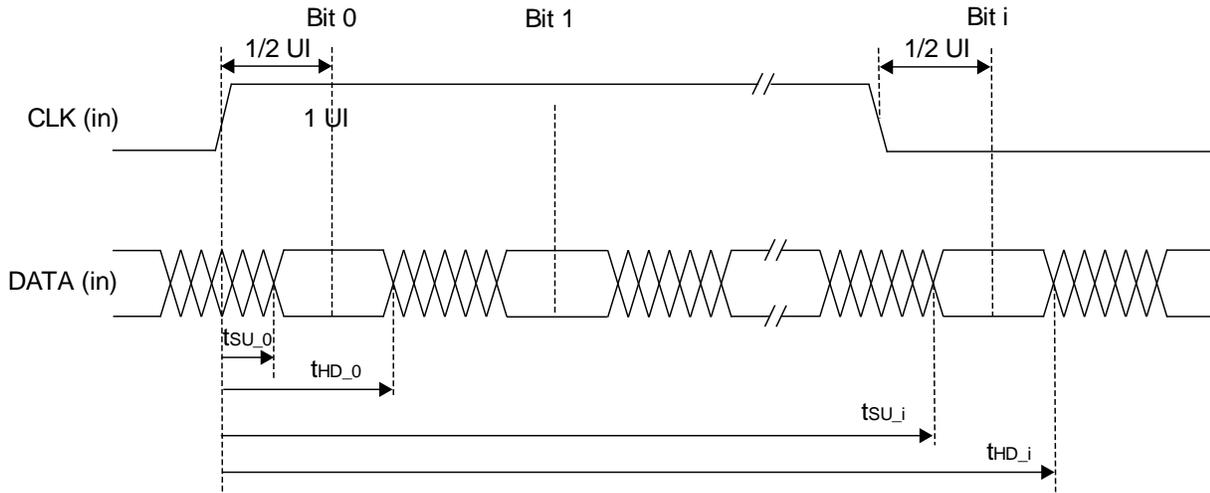 Bit 0
Bit 1
Bit i
1/2 UI
1/2 UI
CLK (in)
1 UI
DATA (in)
tSU_0
tHD_0
tSU_i
tHD_i